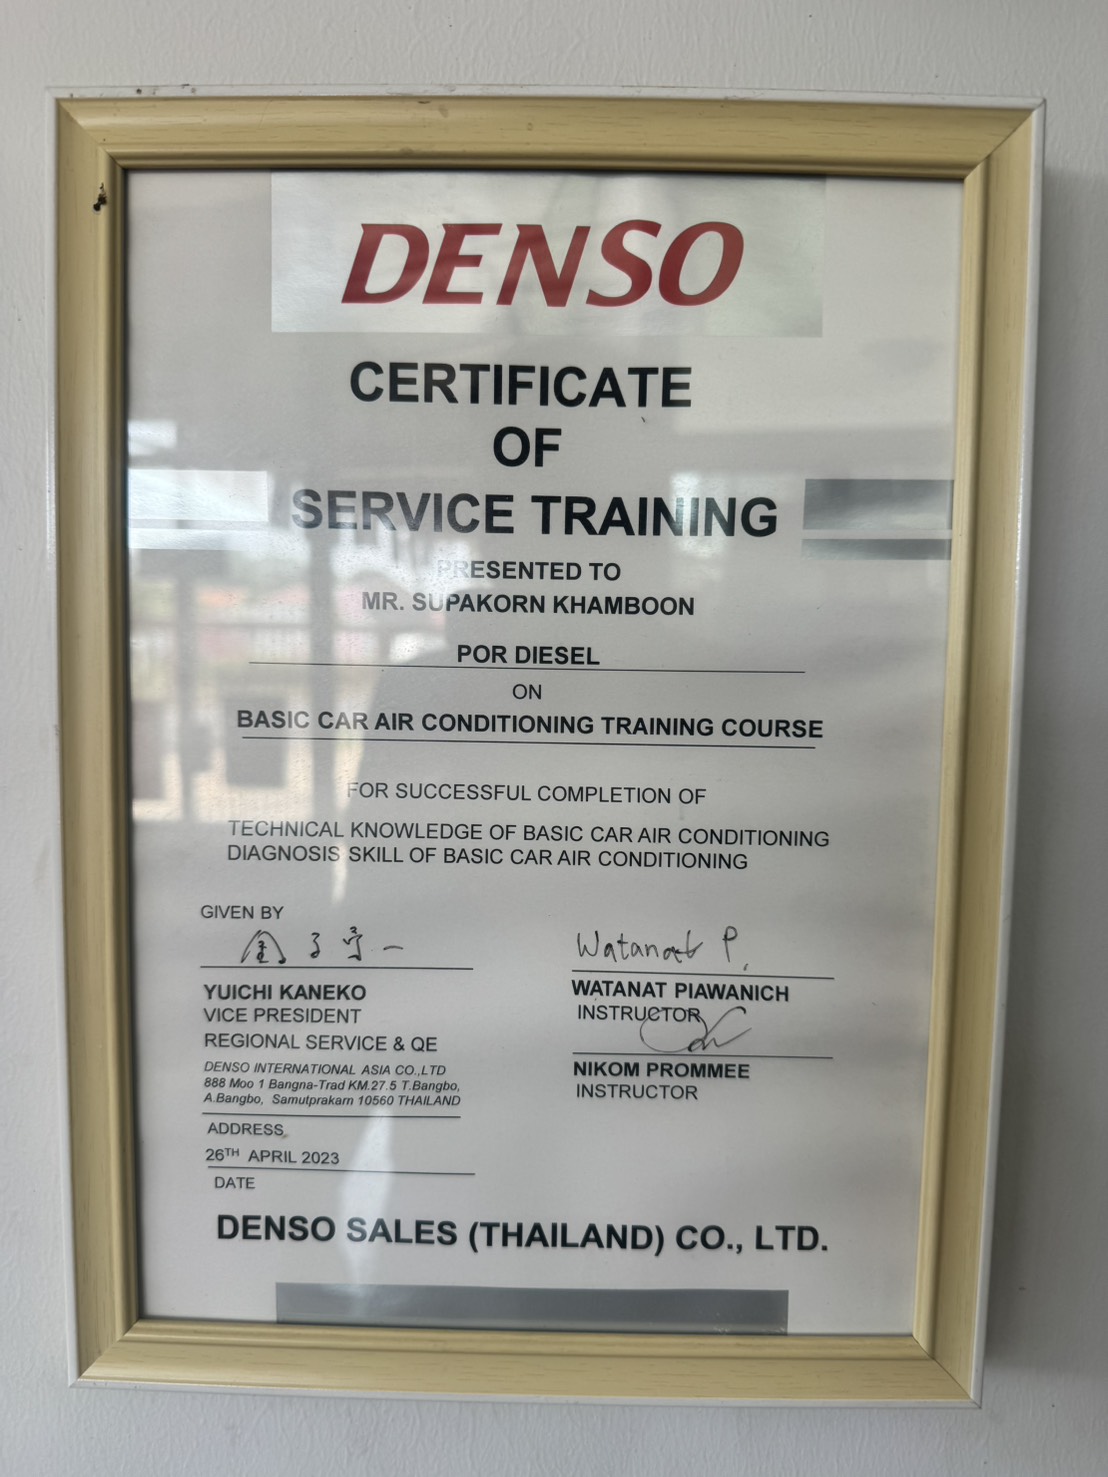 DENSO
CERTIFICATE
OF
SERVICE TRAINING
PRESENTED TO
MR. SUPAKORN KHAMBOON
POR DIESEL
ON
BASIC CAR AIR CONDITIONING TRAINING COURSE
FOR SUCCESSFUL COMPLETION OF
TECHNICAL KNOWLEDGE OF BASIC CAR AIR CONDITIONING
DIAGNOSIS SKILL OF BASIC CAR AIR CONDITIONING
GIVEN BY
YUICHI KANEKO
VICE PRESIDENT
REGIONAL SERVICE & QE
DENSO INTERNATIONAL ASIA CO.,LTD
888 Moo 1 Bangna-Trad KM.27.5 T.Bangbo,
A.Bangbo, Samutprakarn 10560 THAILAND
ADDRESS
26TH APRIL 2023
DATE
Watanat P.
WATANAT PIAWANICH
INSTRUCTOR
NIKOM PROMMEE
INSTRUCTOR
DENSO SALES (THAILAND) CO., LTD.